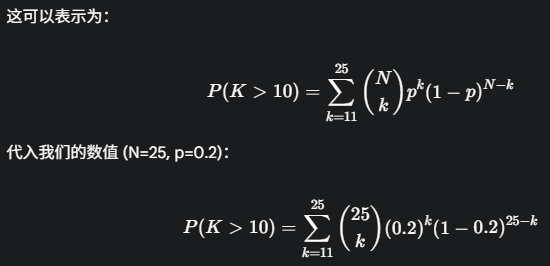 这可以表示为：
P(K > 10) = \sum_{k=11}^{25} \binom{N}{k} p^k (1 − p)^{N−k}
代入我们的数值 (N=25, p=0.2)：
P(K > 10) = \sum_{k=11}^{25} \binom{25}{k} (0.2)^k (1 − 0.2)^{25−k}